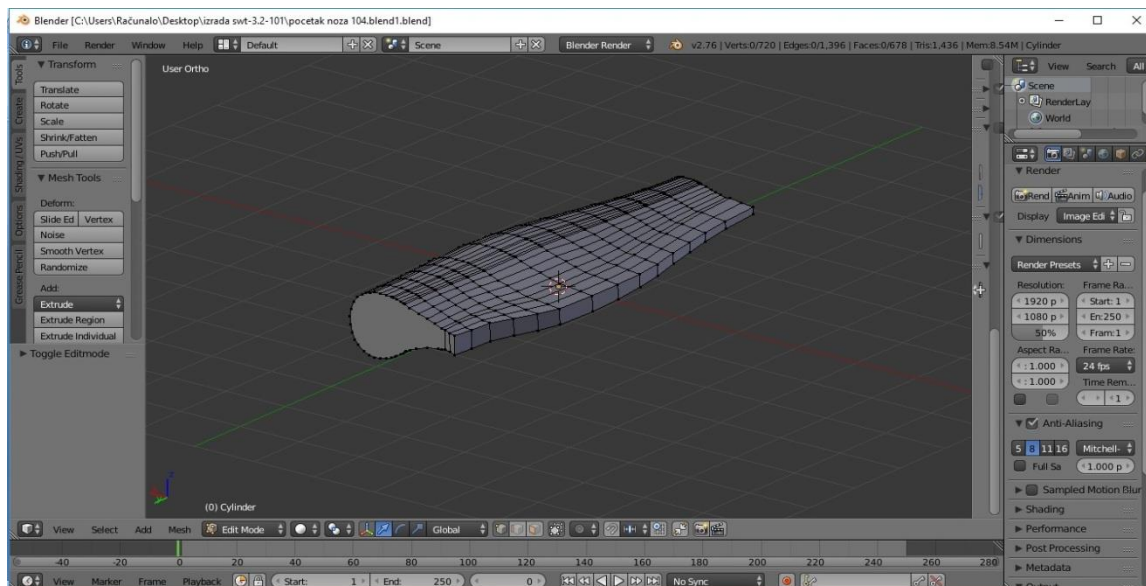 Blender [C:\Users\Računalo\Desktop\izrada swt-3.2-101\pocetak noza 104.blend1.blend]
File Render Window Help Default Scene Blender Render v2.76 | Verts:0/720 | Edges:0/1,396 | Faces:0/678 | Tris:1,436 | Mem:8.54M | Cylinder
Tools
Create
Shading / UVs
Options
Grease Pencil
Transform
Translate
Rotate
Scale
Shrink/Fatten
Push/Pull
Mesh Tools
Deform:
Slide Ed Vertex
Noise
Smooth Vertex
Randomize
Add:
Extrude
Extrude Region
Extrude Individual
Toggle Editmode
User Ortho
(0) Cylinder
View Select Add Mesh Edit Mode Global
View Search All
Scene
RenderLay
World
Render
Rend Anim Audio
Display Image Edi
Dimensions
Render Presets
Resolution: Frame Ra...
1920 p Start: 1
1080 p En:250
50% Fram:1
Aspect Ra... Frame Rate:
: 1.000 24 fps
: 1.000 Time Rem...
1
Anti-Aliasing
5 8 11 16 Mitchell-
Full Sa 1.000 p
Sampled Motion Blur
Shading
Performance
Post Processing
Metadata
-40 -20 0 20 40 60 80 100 120 140 160 180 200 220 240 260 280
View Marker Frame Playback Start: 1 End: 250 0 No Sync